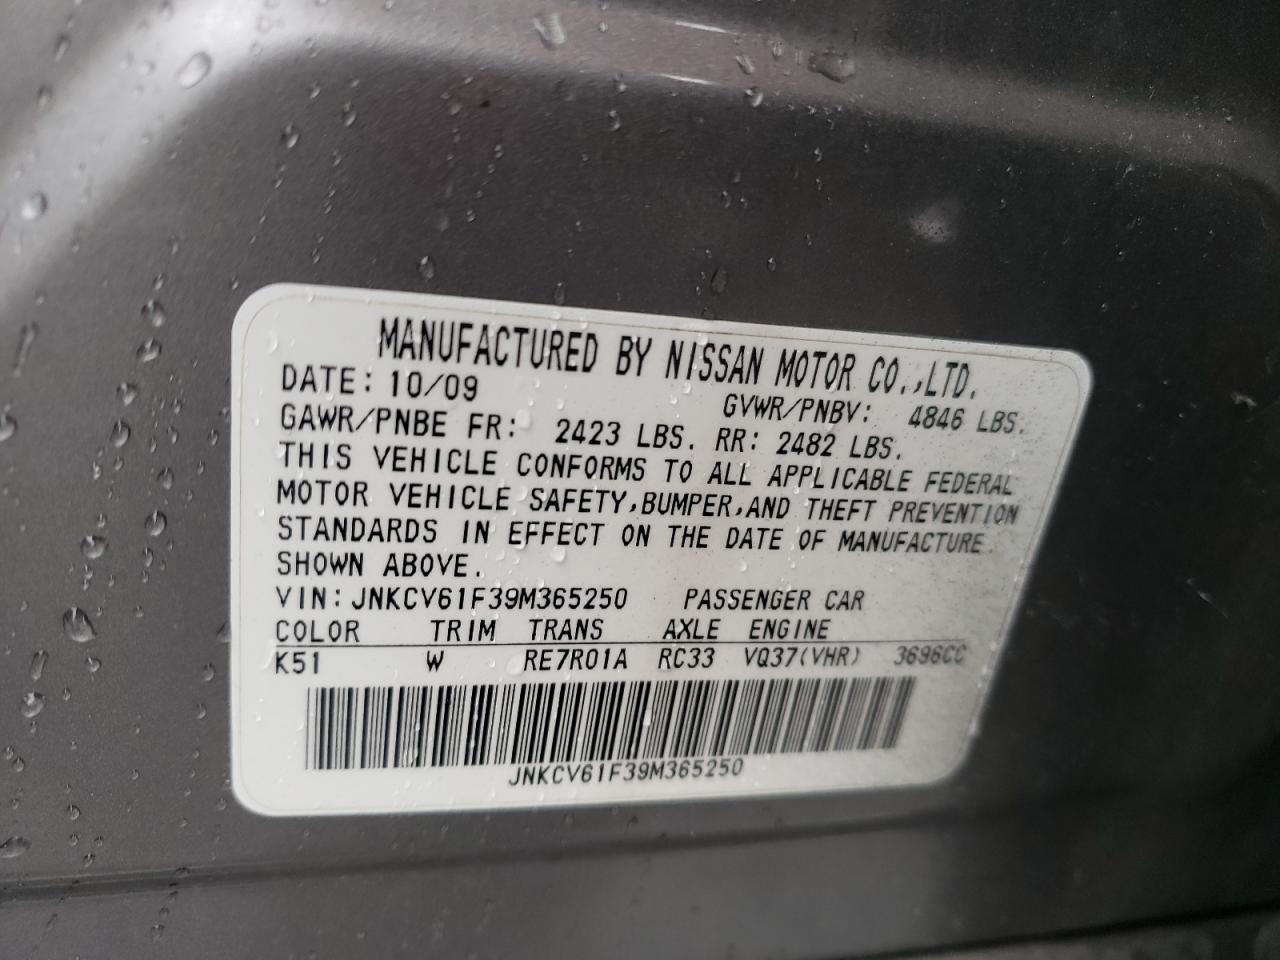 MANUFACTURED BY NISSAN MOTOR CO.,LTD.
DATE: 10/09 GVWR/PNBV: 4846 LBS.
GAWR/PNBE FR: 2423 LBS. RR: 2482 LBS.
THIS VEHICLE CONFORMS TO ALL APPLICABLE FEDERAL
MOTOR VEHICLE SAFETY,BUMPER,AND THEFT PREVENTION
STANDARDS IN EFFECT ON THE DATE OF MANUFACTURE
SHOWN ABOVE.
VIN: JNKCV61F39M365250 PASSENGER CAR
COLOR TRIM TRANS AXLE ENGINE
K51 W RE7R01A RC33 VQ37(VHR) 3696CC
JNKCV61F39M365250